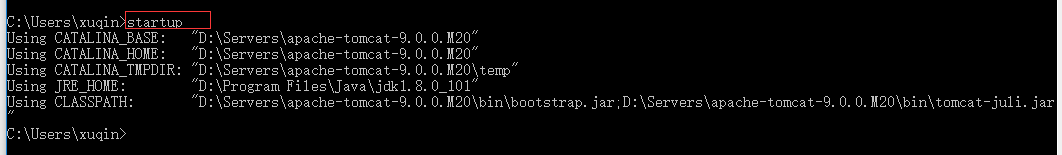 C:\Users\xuqin>startup
Using CATALINA_BASE:   "D:\Servers\apache-tomcat-9.0.0.M20"
Using CATALINA_HOME:   "D:\Servers\apache-tomcat-9.0.0.M20"
Using CATALINA_TMPDIR: "D:\Servers\apache-tomcat-9.0.0.M20\temp"
Using JRE_HOME:        "D:\Program Files\Java\jdk1.8.0_101"
Using CLASSPATH:       "D:\Servers\apache-tomcat-9.0.0.M20\bin\bootstrap.jar;D:\Servers\apache-tomcat-9.0.0.M20\bin\tomcat-juli.jar
"
C:\Users\xuqin>